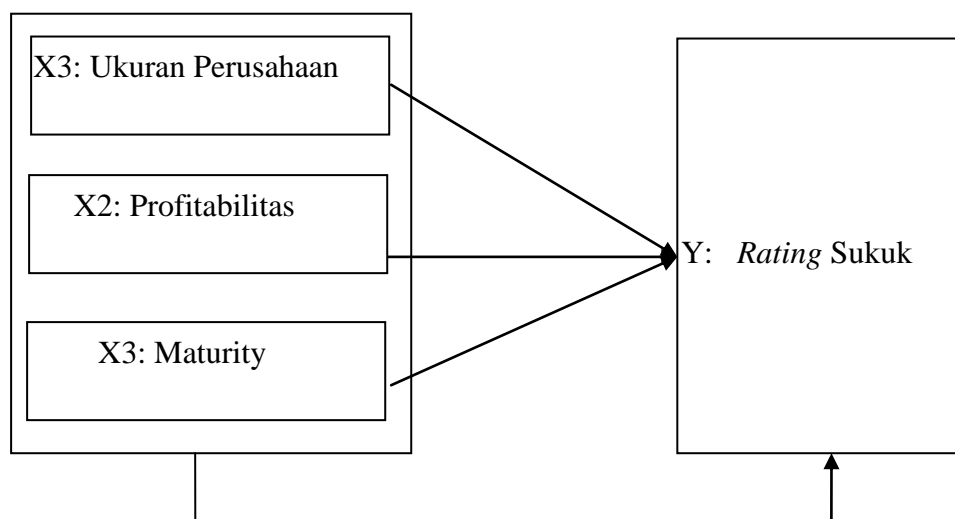 X3: Ukuran Perusahaan
X2: Profitabilitas
Y: Rating Sukuk
X3: Maturity